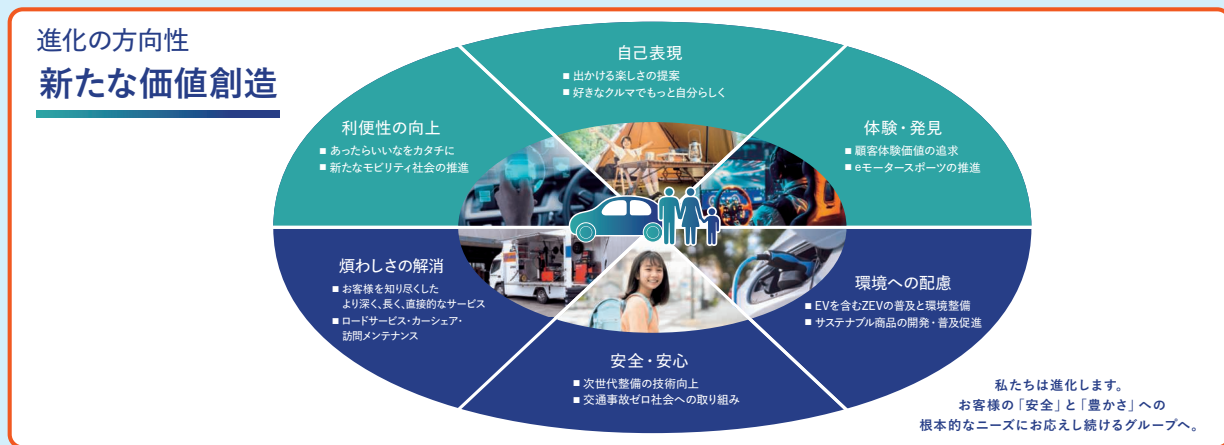 進化の方向性
新たな価値創造
自己表現
■ 出かける楽しさの提案
■ 好きなクルマでもっと自分らしく
利便性の向上
■ あったらいいなをカタチに
■ 新たなモビリティ社会の推進
体験・発見
■ 顧客体験価値の追求
■ eモータースポーツの推進
煩わしさの解消
■ お客様を知り尽くした
より深く、長く、直接的なサービス
■ ロードサービス・カーシェア・
訪問メンテナンス
環境への配慮
■ EVを含むZEVの普及と環境整備
■ サステナブル商品の開発・普及促進
安全・安心
■ 次世代整備の技術向上
■ 交通事故ゼロ社会への取り組み
私たちは進化します。
お客様の「安全」と「豊かさ」への
根本的なニーズにお応えし続けるグループへ。